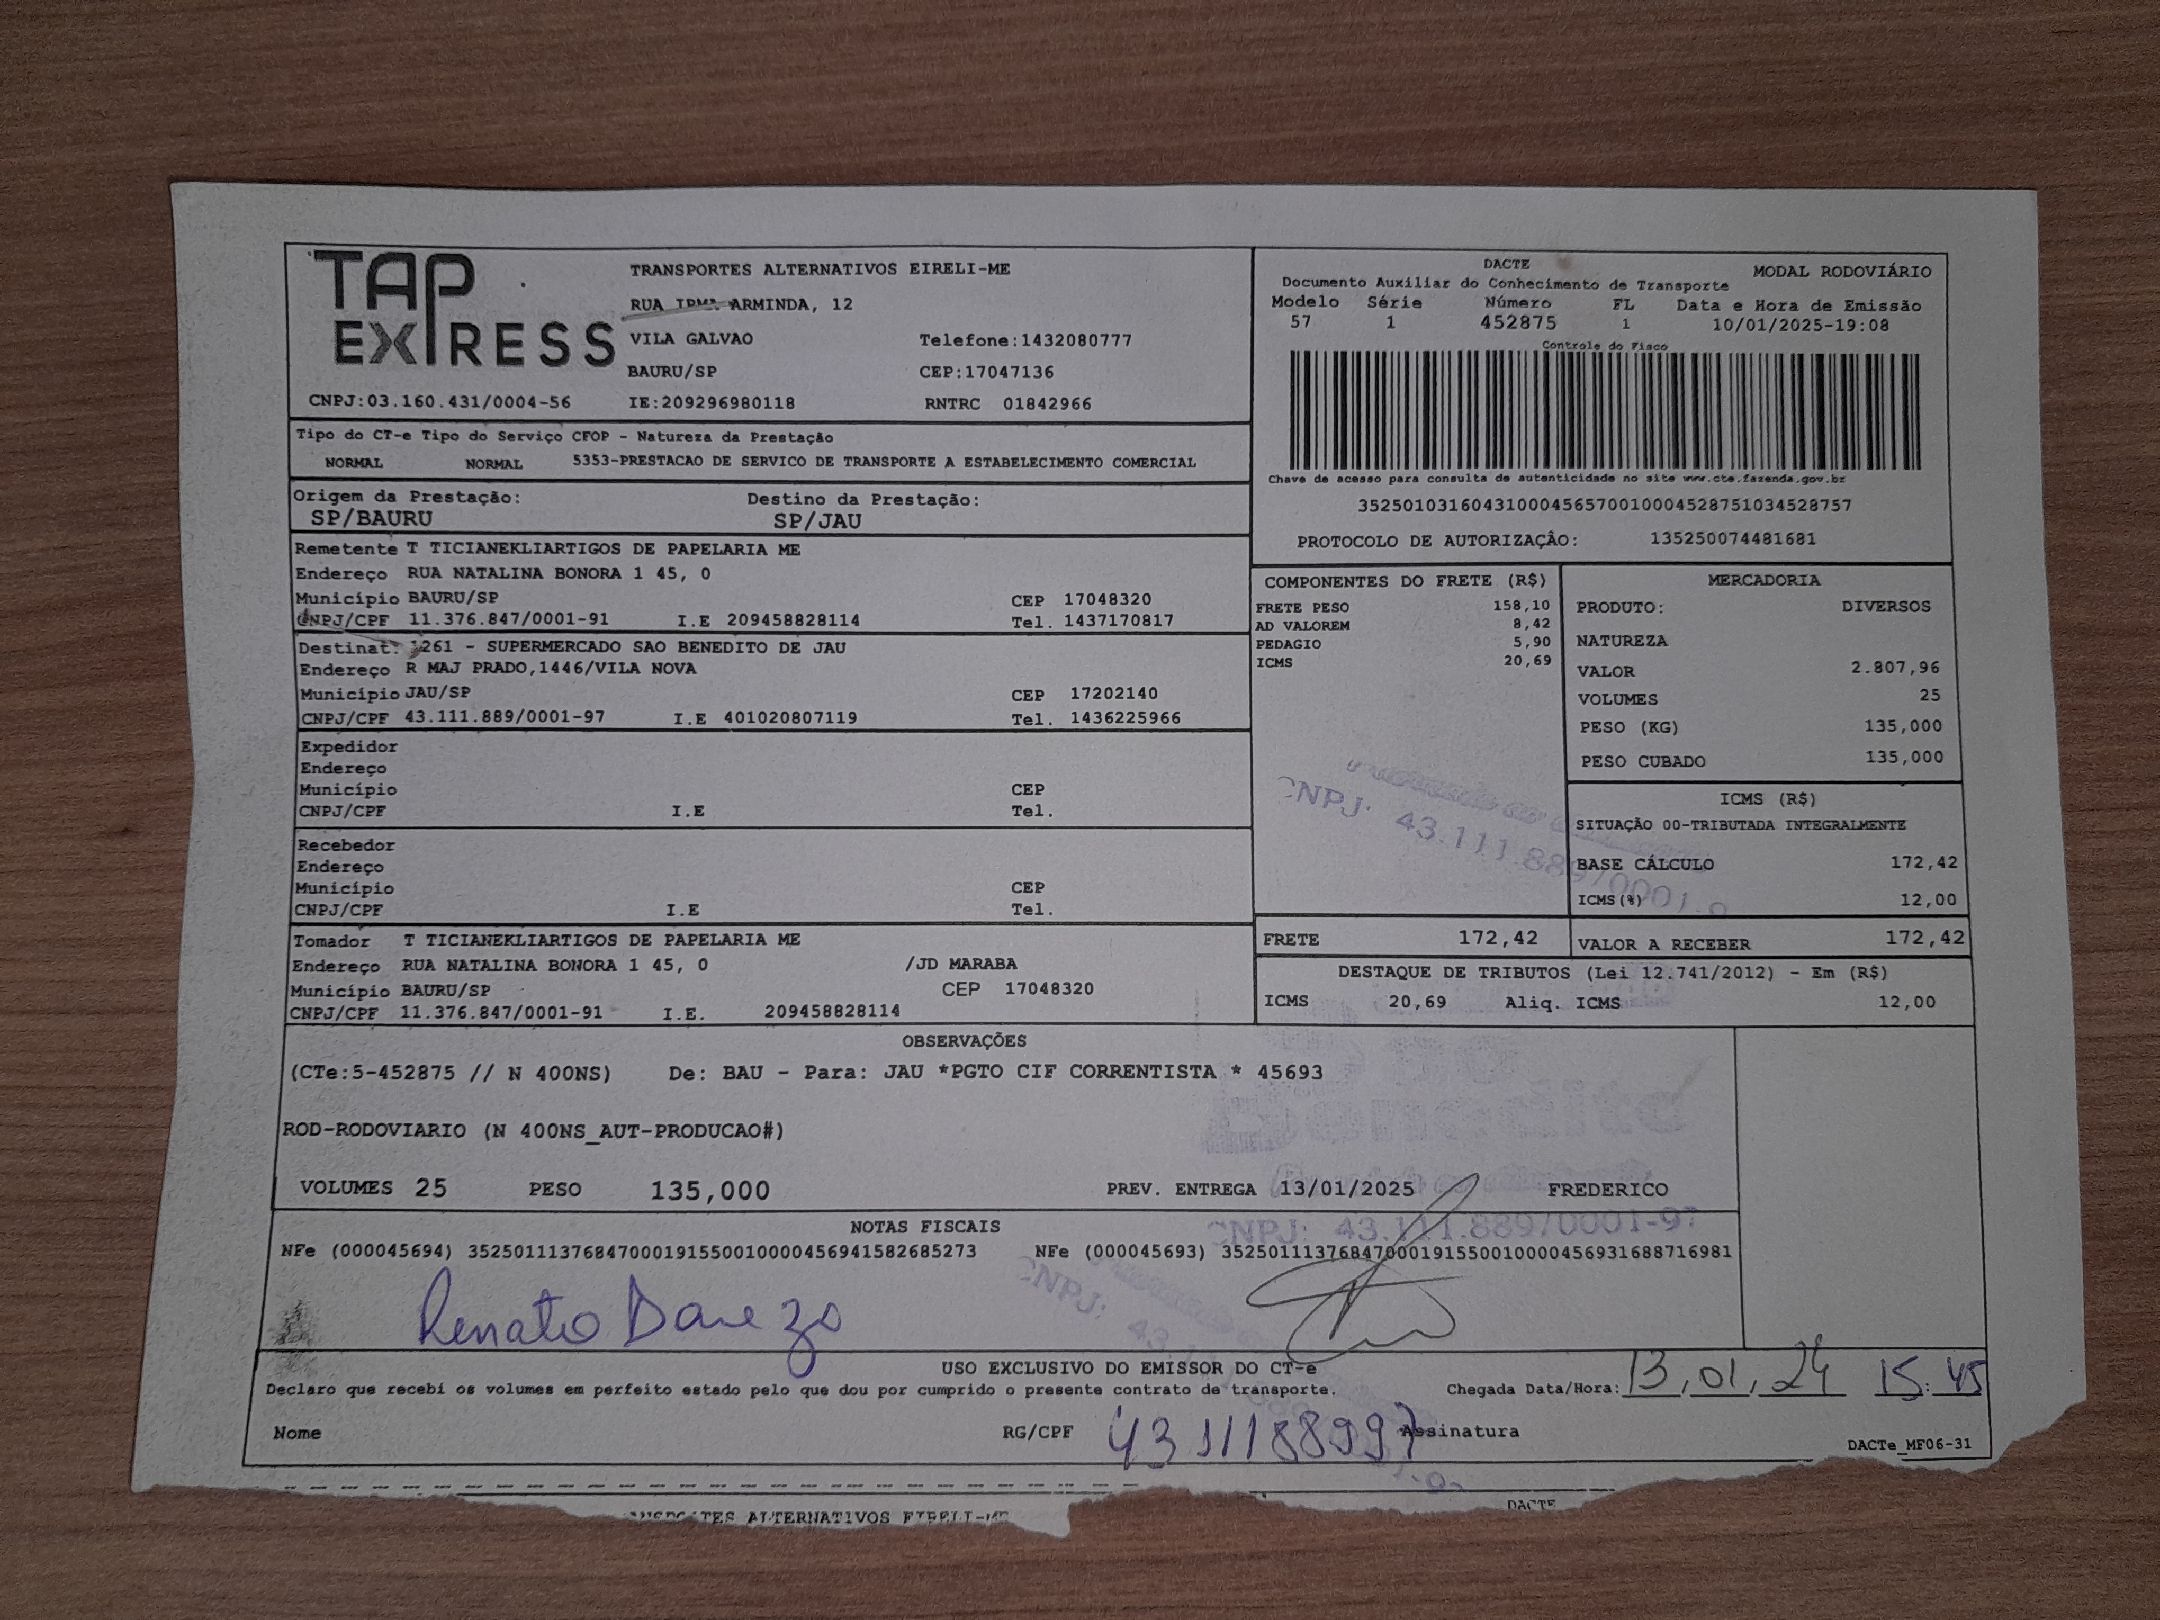 TAP EXPRESS
TRANSPORTES ALTERNATIVOS EIRELI-ME
RUA IRMA ARMINDA, 12
VILA GALVAO Telefone:1432080777
BAURU/SP CEP:17047136
CNPJ:03.160.431/0004-56 IE:209296980118 RNTRC 01842966
DACTE MODAL RODOVIÁRIO
Documento Auxiliar do Conhecimento de Transporte
Modelo Série Número FL Data e Hora de Emissão
57 1 452875 1 10/01/2025-19:08
Controle do Fisco
Chave de acesso para consulta de autenticidade no site www.cte.fazenda.gov.br
35250103160431000456570010004528751034528757
PROTOCOLO DE AUTORIZAÇÃO: 135250074481681
Tipo do CT-e Tipo do Serviço CFOP - Natureza da Prestação
NORMAL NORMAL 5353-PRESTACAO DE SERVICO DE TRANSPORTE A ESTABELECIMENTO COMERCIAL
Origem da Prestação: Destino da Prestação:
SP/BAURU SP/JAU
Remetente T TICIANEKLIARTIGOS DE PAPELARIA ME
Endereço RUA NATALINA BONORA 1 45, 0
Município BAURU/SP CEP 17048320
CNPJ/CPF 11.376.847/0001-91 I.E 209458828114 Tel. 1437170817
Destinat: 1261 - SUPERMERCADO SAO BENEDITO DE JAU
Endereço R MAJ PRADO,1446/VILA NOVA
Município JAU/SP CEP 17202140
CNPJ/CPF 43.111.889/0001-97 I.E 401020807119 Tel. 1436225966
Expedidor
Endereço
Município CEP
CNPJ/CPF I.E Tel.
Recebedor
Endereço
Município CEP
CNPJ/CPF I.E Tel.
Tomador T TICIANEKLIARTIGOS DE PAPELARIA ME
Endereço RUA NATALINA BONORA 1 45, 0 /JD MARABA
Município BAURU/SP CEP 17048320
CNPJ/CPF 11.376.847/0001-91 I.E. 209458828114
COMPONENTES DO FRETE (R$)
FRETE PESO 158,10
AD VALOREM 8,42
PEDAGIO 5,90
ICMS 20,69
CNPJ: 43.111.889/0001-9
MERCADORIA
PRODUTO: DIVERSOS
NATUREZA
VALOR 2.807,96
VOLUMES 25
PESO (KG) 135,000
PESO CUBADO 135,000
ICMS (R$)
SITUAÇÃO 00-TRIBUTADA INTEGRALMENTE
BASE CÁLCULO 172,42
ICMS(%) 12,00
FRETE 172,42 VALOR A RECEBER 172,42
DESTAQUE DE TRIBUTOS (Lei 12.741/2012) - Em (R$)
ICMS 20,69 Aliq. ICMS 12,00
OBSERVAÇÕES
(CTe:5-452875 // N 400NS) De: BAU - Para: JAU *PGTO CIF CORRENTISTA * 45693
ROD-RODOVIARIO (N 400NS_AUT-PRODUCAO#)
VOLUMES 25 PESO 135,000 PREV. ENTREGA 13/01/2025 FREDERICO
CNPJ: 43.111.889/0001-97
NOTAS FISCAIS
NFe (000045694) 35250111376847000191550010000456941582685273 NFe (000045693) 35250111376847000191550010000456931688716981
CNPJ: 43.
Renato
USO EXCLUSIVO DO EMISSOR DO CT-e
Declaro que recebi os volumes em perfeito estado pelo que dou por cumprido o presente contrato de transporte. Chegada Data/Hora: 13,01,24 15:45
Nome RG/CPF 4311188997 Assinatura
DACTe_MF06-31
ALTERNATIVOS EIRELI-ME DACTE